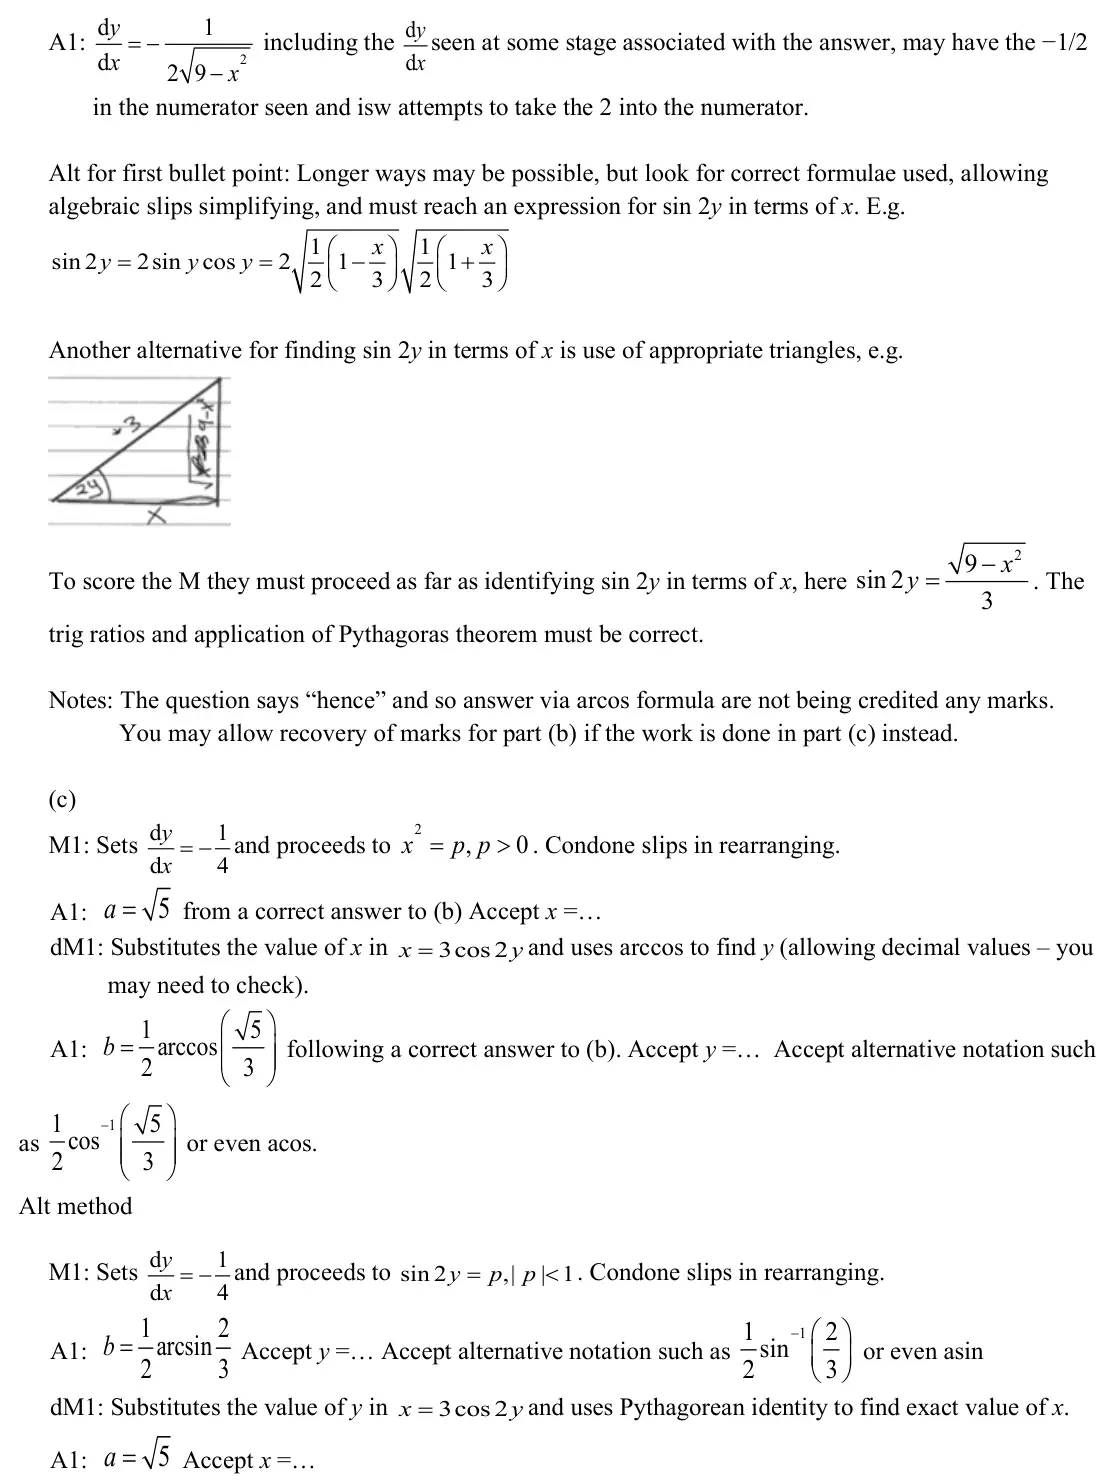 A1: dy/dx = − 1/(2√(9 − x²)) including the dy/dx seen at some stage associated with the answer, may have the −1/2
in the numerator seen and isw attempts to take the 2 into the numerator.
Alt for first bullet point: Longer ways may be possible, but look for correct formulae used, allowing
algebraic slips simplifying, and must reach an expression for sin 2y in terms of x. E.g.
sin 2y = 2 sin y cos y = 2√(1/2(1 − x/3))√(1/2(1 + x/3))
Another alternative for finding sin 2y in terms of x is use of appropriate triangles, e.g.
3
9-x²
2y
x
To score the M they must proceed as far as identifying sin 2y in terms of x, here sin 2y = √(9 − x²)/3. The
trig ratios and application of Pythagoras theorem must be correct.
Notes: The question says “hence” and so answer via arcos formula are not being credited any marks.
You may allow recovery of marks for part (b) if the work is done in part (c) instead.
(c)
M1: Sets dy/dx = −1/4 and proceeds to x² = p, p > 0. Condone slips in rearranging.
A1: a = √5 from a correct answer to (b) Accept x =…
dM1: Substitutes the value of x in x = 3 cos 2y and uses arccos to find y (allowing decimal values – you
may need to check).
A1: b = 1/2 arccos(√5/3) following a correct answer to (b). Accept y =… Accept alternative notation such
as 1/2 cos⁻¹(√5/3) or even acos.
Alt method
M1: Sets dy/dx = −1/4 and proceeds to sin 2y = p, | p |< 1. Condone slips in rearranging.
A1: b = 1/2 arcsin 2/3 Accept y =… Accept alternative notation such as 1/2 sin⁻¹(2/3) or even asin
dM1: Substitutes the value of y in x = 3 cos 2y and uses Pythagorean identity to find exact value of x.
A1: a = √5 Accept x =…